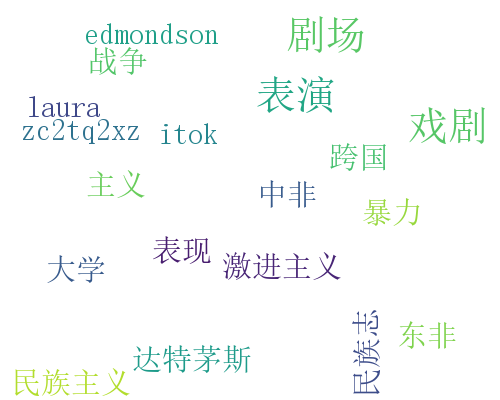 edmondson
剧场
战争
表演
laura
戏剧
zc2tq2xz
itok
跨国
主义
中非
暴力
表现
激进主义
大学
民族志
东非
达特茅斯
民族主义